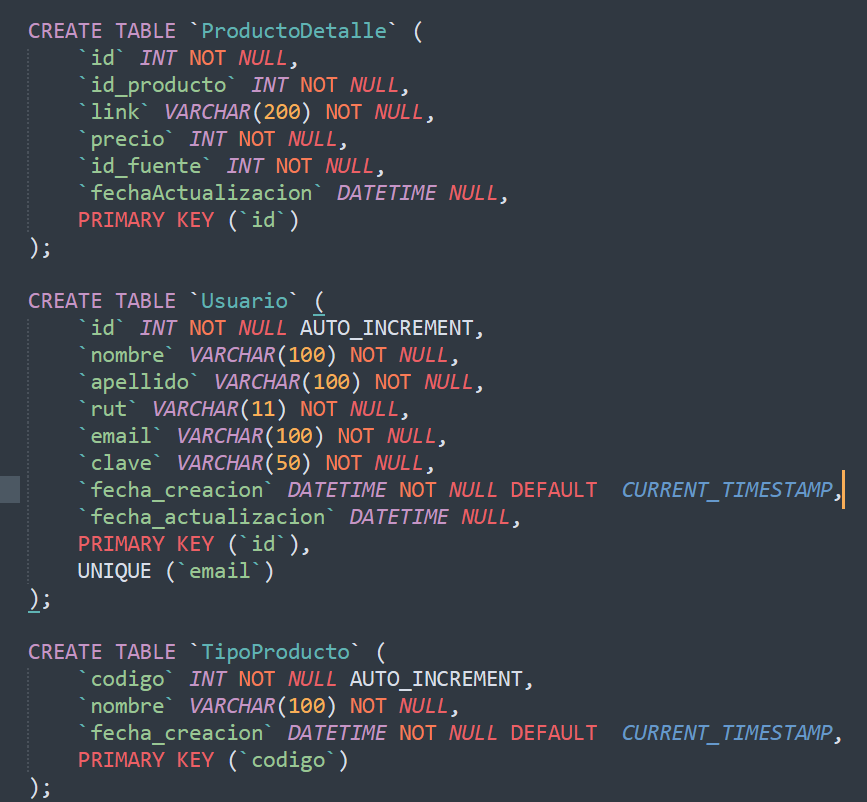 CREATE TABLE `ProductoDetalle` (
    `id` INT NOT NULL,
    `id_producto` INT NOT NULL,
    `link` VARCHAR(200) NOT NULL,
    `precio` INT NOT NULL,
    `id_fuente` INT NOT NULL,
    `fechaActualizacion` DATETIME NULL,
    PRIMARY KEY (`id`)
);

CREATE TABLE `Usuario` (
    `id` INT NOT NULL AUTO_INCREMENT,
    `nombre` VARCHAR(100) NOT NULL,
    `apellido` VARCHAR(100) NOT NULL,
    `rut` VARCHAR(11) NOT NULL,
    `email` VARCHAR(100) NOT NULL,
    `clave` VARCHAR(50) NOT NULL,
    `fecha_creacion` DATETIME NOT NULL DEFAULT  CURRENT_TIMESTAMP,
    `fecha_actualizacion` DATETIME NULL,
    PRIMARY KEY (`id`),
    UNIQUE (`email`)
);

CREATE TABLE `TipoProducto` (
    `codigo` INT NOT NULL AUTO_INCREMENT,
    `nombre` VARCHAR(100) NOT NULL,
    `fecha_creacion` DATETIME NOT NULL DEFAULT  CURRENT_TIMESTAMP,
    PRIMARY KEY (`codigo`)
);